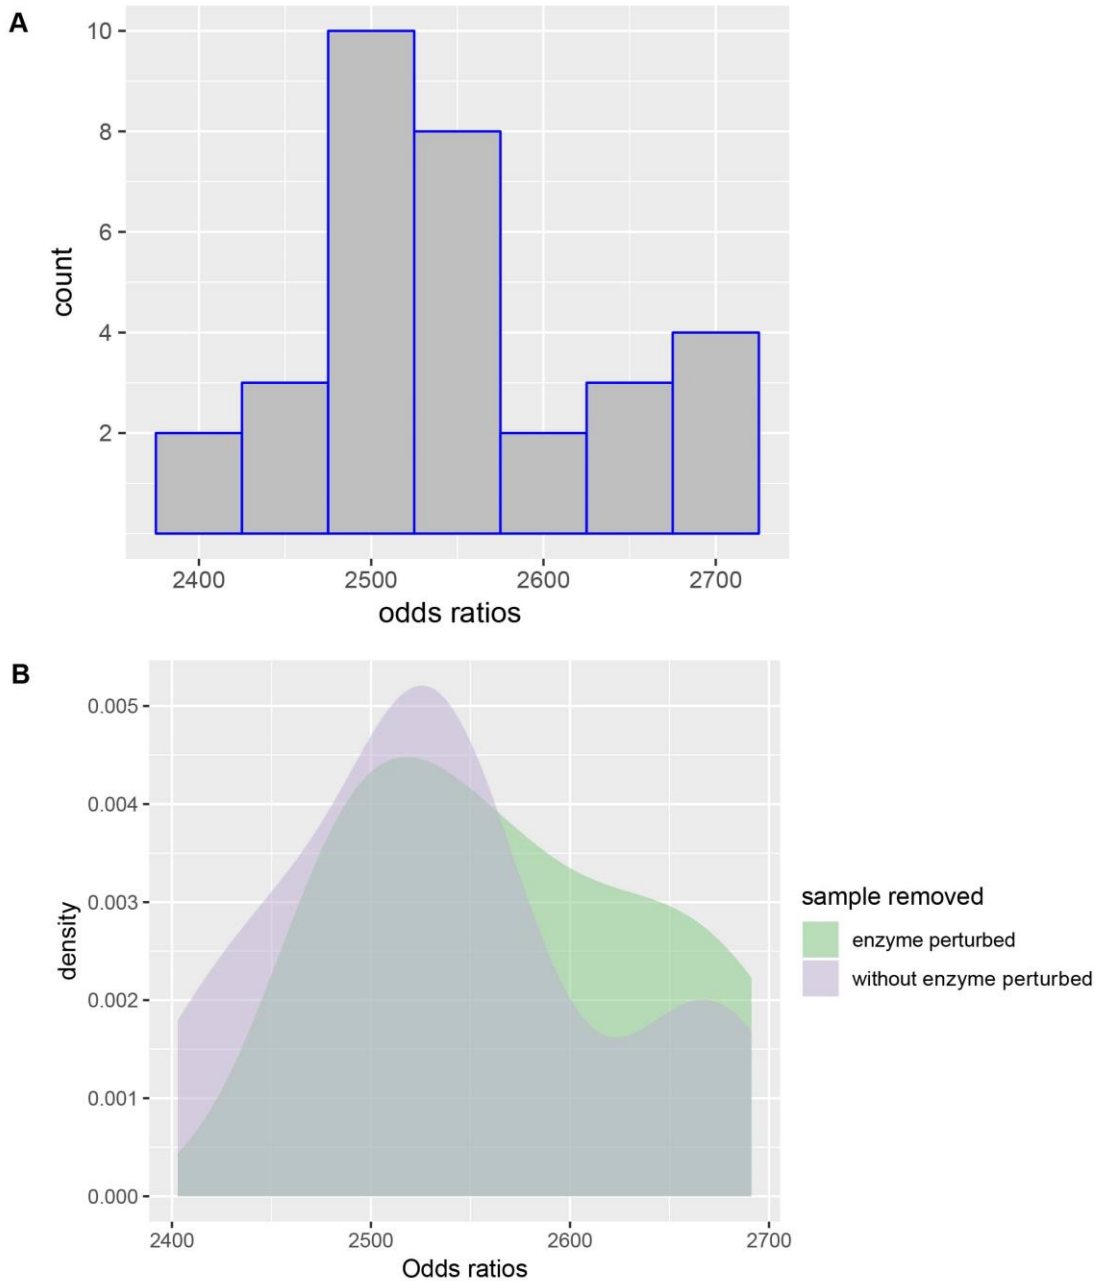 A
10
8
6
4
2
count
2400 2500 2600 2700
odds ratios
B
0.005
0.004
0.003
0.002
0.001
0.000
density
2400 2500 2600 2700
Odds ratios
sample removed
enzyme perturbed
without enzyme perturbed